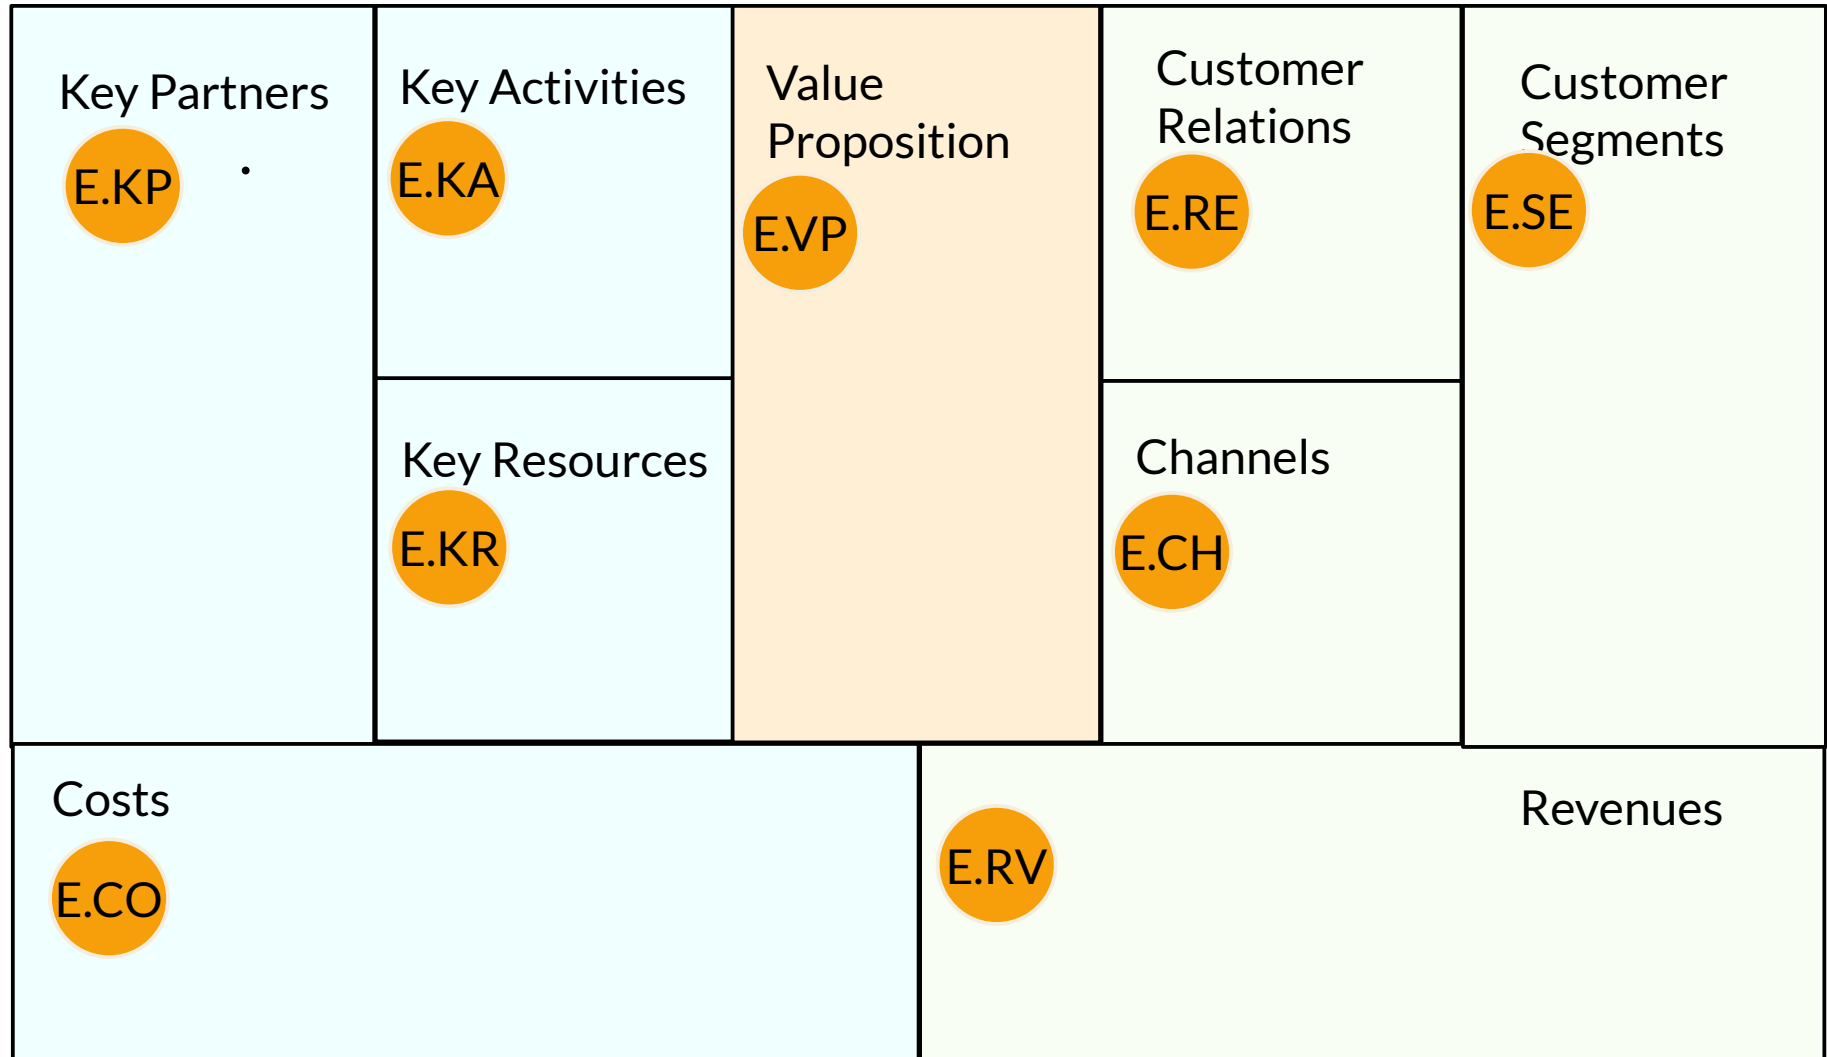 Key Partners
E.KP
.
Key Activities
E.KA
Key Resources
E.KR
Value
Proposition
E.VP
Customer
Relations
E.RE
Channels
E.CH
Customer
Segments
E.SE
Costs
E.CO
Revenues
E.RV